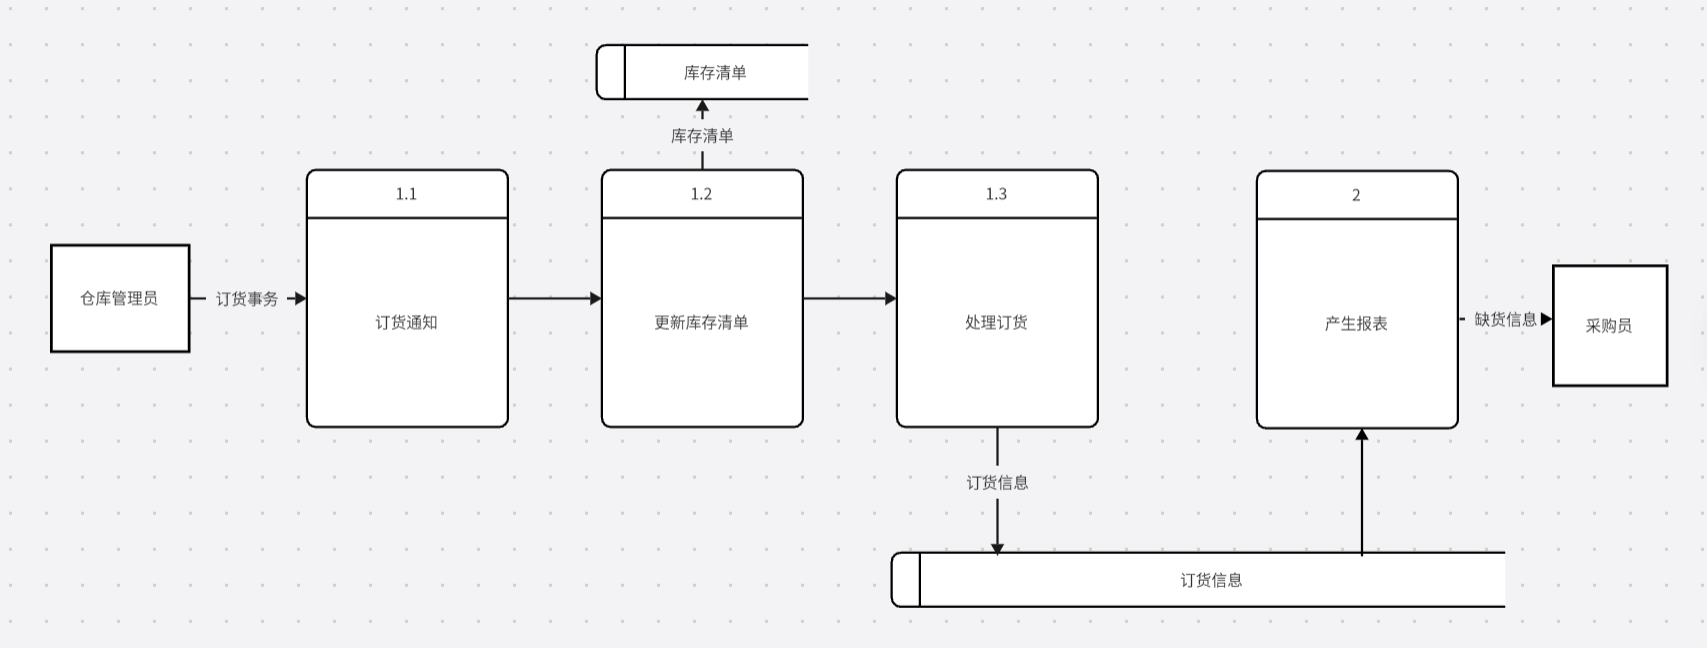 库存清单
库存清单
1.1
1.2
1.3
2
仓库管理员
订货事务
订货通知
更新库存清单
处理订货
产生报表
缺货信息
采购员
订货信息
订货信息